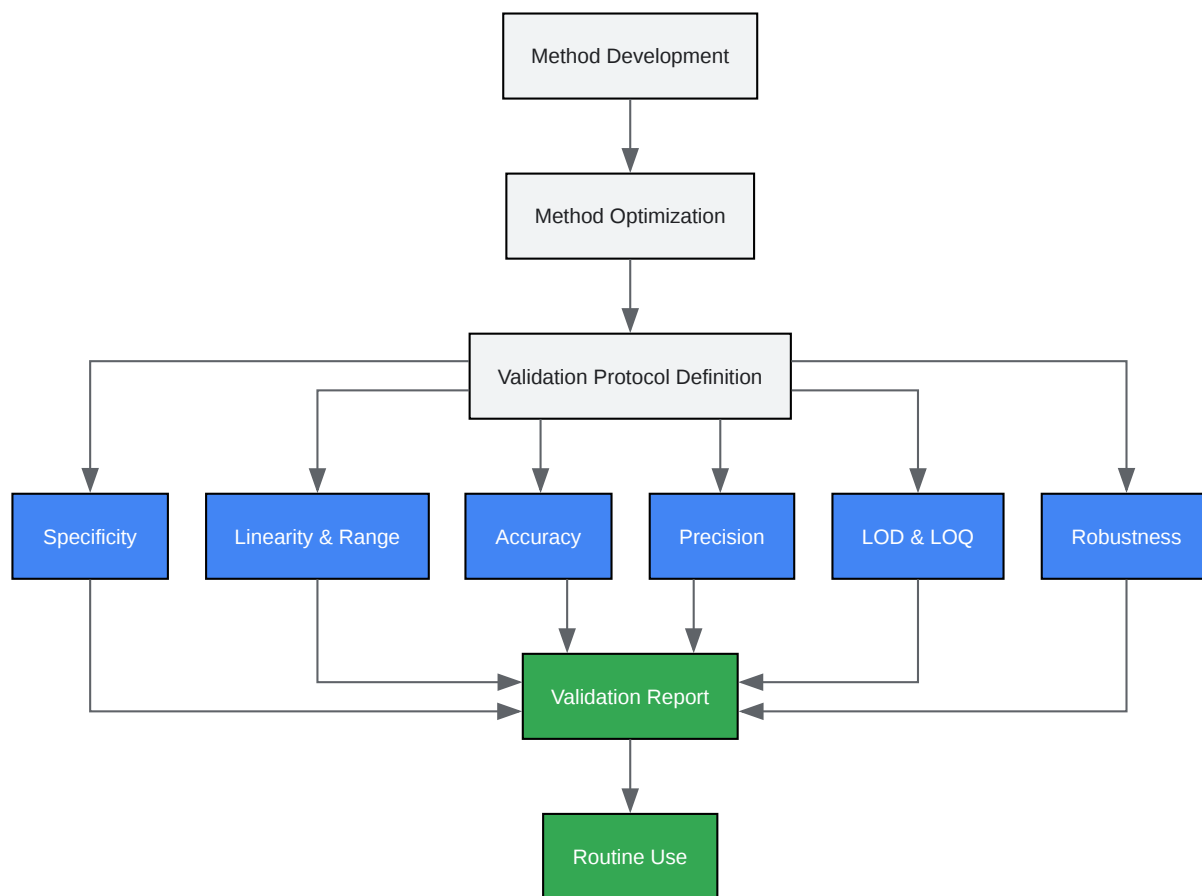 Method Development
Method Optimization
Validation Protocol Definition
Specificity
Linearity & Range
Accuracy
Precision
LOD & LOQ
Robustness
Validation Report
Routine Use